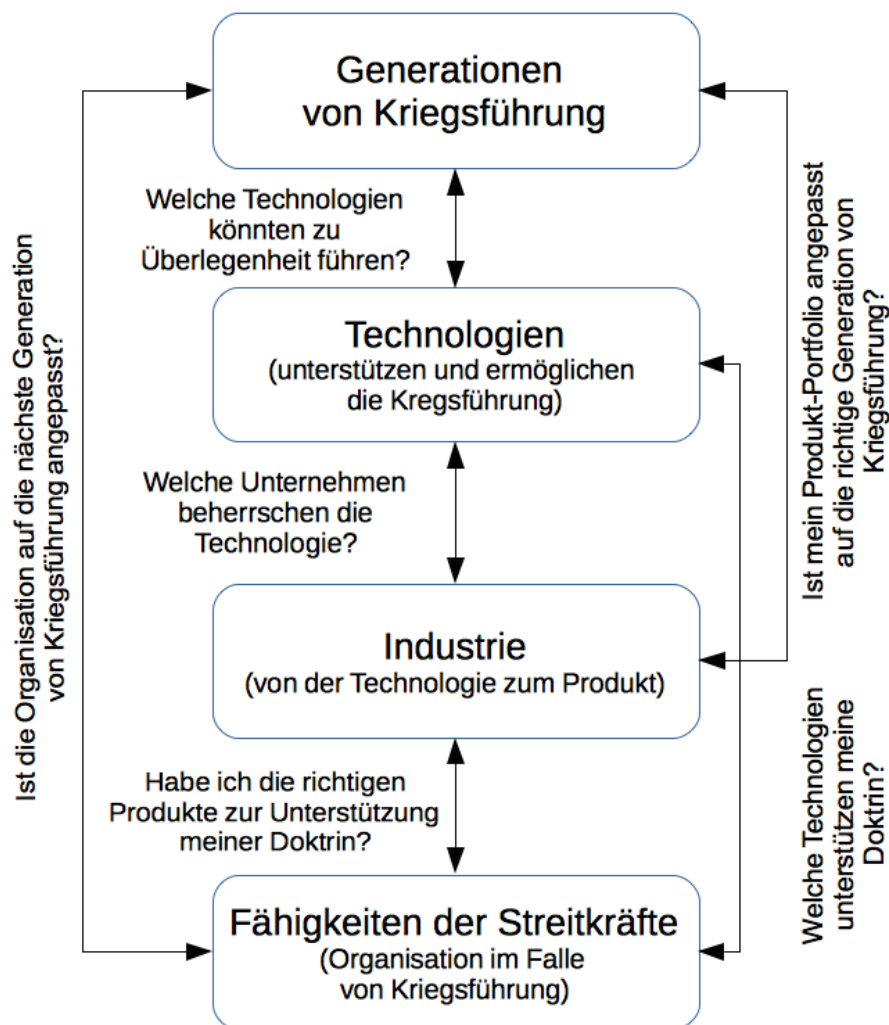 Generationen
von Kriegsführung
Welche Technologien
könnten zu
Überlegenheit führen?
Technologien
(unterstützen und ermöglichen
die Kregsführung)
Welche Unternehmen
beherrschen die
Technologie?
Industrie
(von der Technologie zum Produkt)
Habe ich die richtigen
Produkte zur Unterstützung
meiner Doktrin?
Fähigkeiten der Streitkräfte
(Organisation im Falle
von Kriegsführung)
Ist die Organisation auf die nächste Generation
von Kriegsführung angepasst?
Ist mein Produkt-Portfolio angepasst
auf die richtige Generation von
Kriegsführung?
Welche Technologien
unterstützen meine
Doktrin?